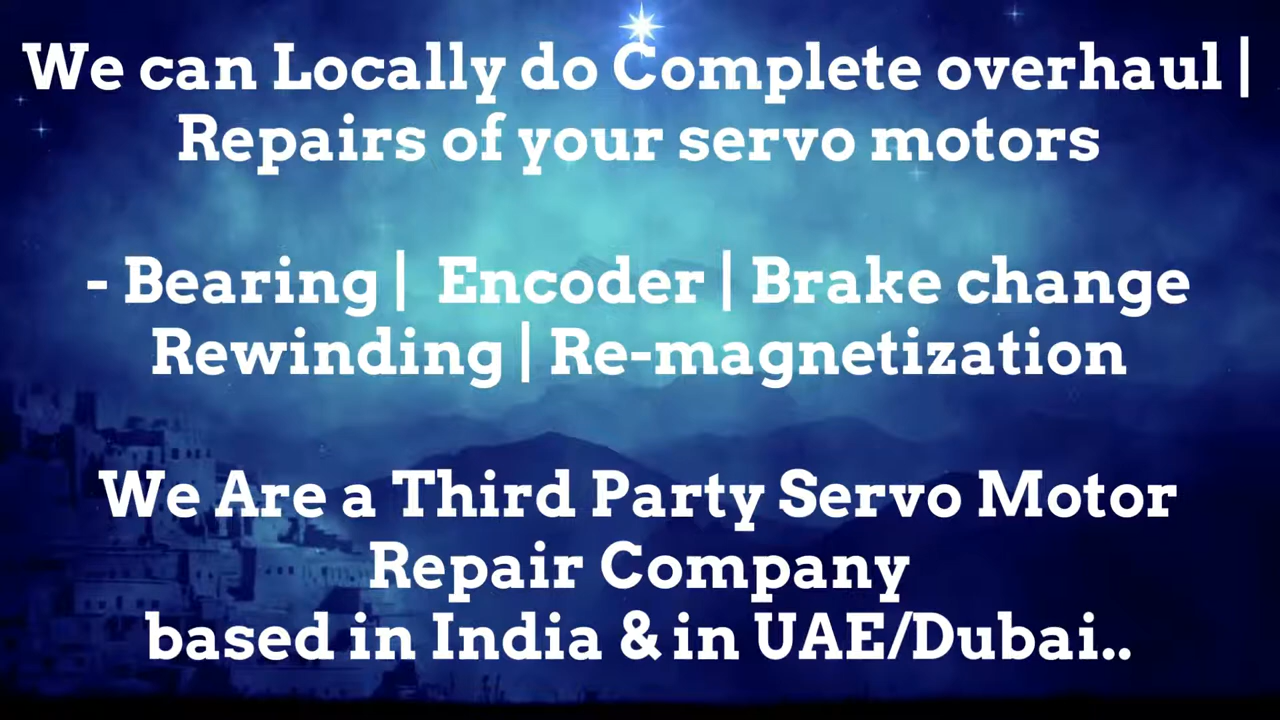 We can Locally do Complete overhaul |
Repairs of your servo motors
- Bearing | Encoder | Brake change
Rewinding | Re-magnetization
We Are a Third Party Servo Motor
Repair Company
based in India & in UAE/Dubai..